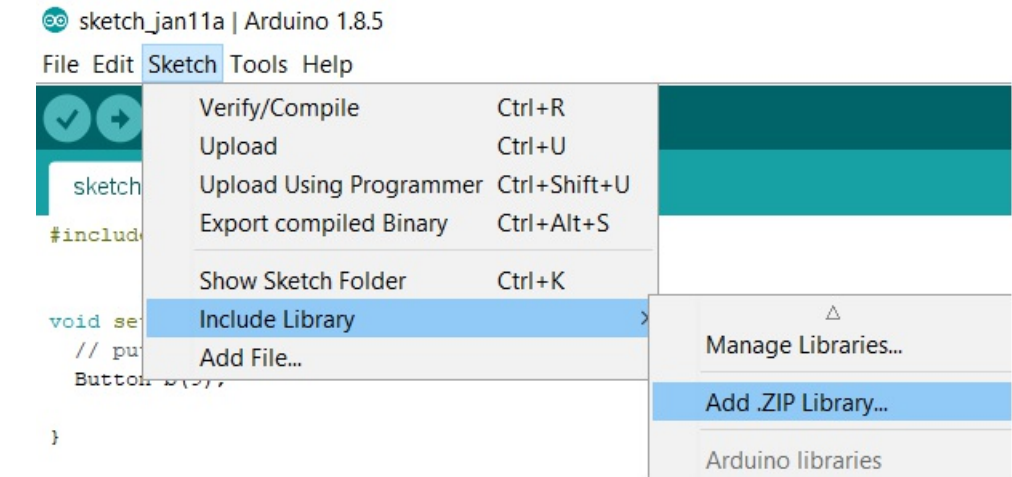 sketch_jan11a | Arduino 1.8.5
File Edit Sketch Tools Help
Verify/Compile Ctrl+R
Upload Ctrl+U
sketch
Upload Using Programmer Ctrl+Shift+U
Export compiled Binary Ctrl+Alt+S
#include
Show Sketch Folder Ctrl+K
Include Library
void se
Manage Libraries...
// pu
Add File...
Button
Add .ZIP Library...
}
Arduino libraries